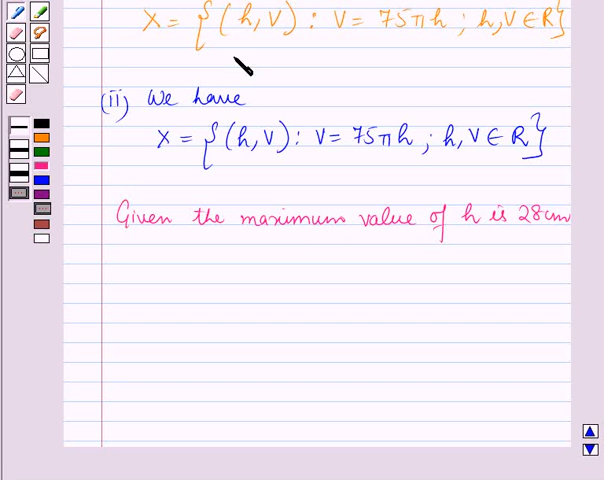 X = { (h, V) : V = 75πh ; h, V ∈ R}
(ii) We have
X = { (h, V) : V = 75πh ; h, V ∈ R }
Given the maximum value of h is 28cm